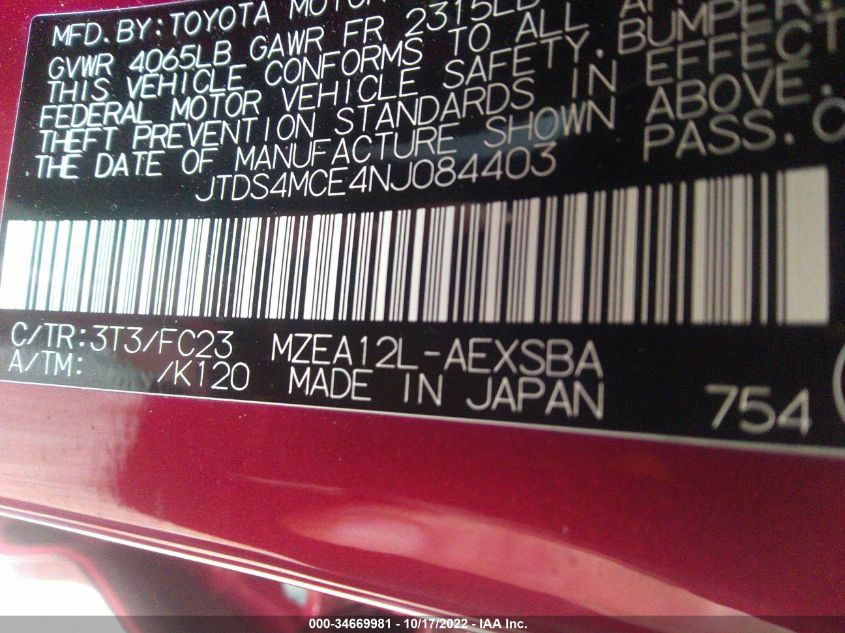 MFD. BY: TOYOTA MOTOR
GVWR 4065LB GAWR FR 2315LB
THIS VEHICLE CONFORMS TO ALL
FEDERAL MOTOR VEHICLE SAFETY, BUMPER,
THEFT PREVENTION STANDARDS IN EFFECT
THE DATE OF MANUFACTURE SHOWN ABOVE.
JTDS4MCE4NJ084403 PASS.
C/TR:3T3/FC23 MZEA12L-AEXSBA
A/TM: /K120 MADE IN JAPAN 754
000-34669981 - 10/17/2022 - IAA Inc.